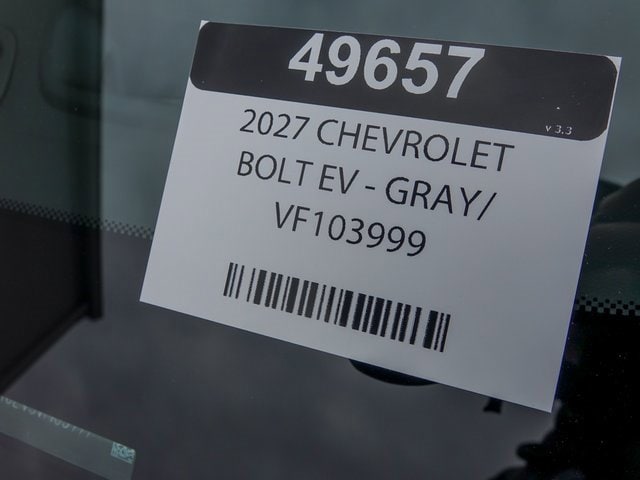 49657
v 3.3
2027 CHEVROLET
BOLT EV - GRAY/
VF103999